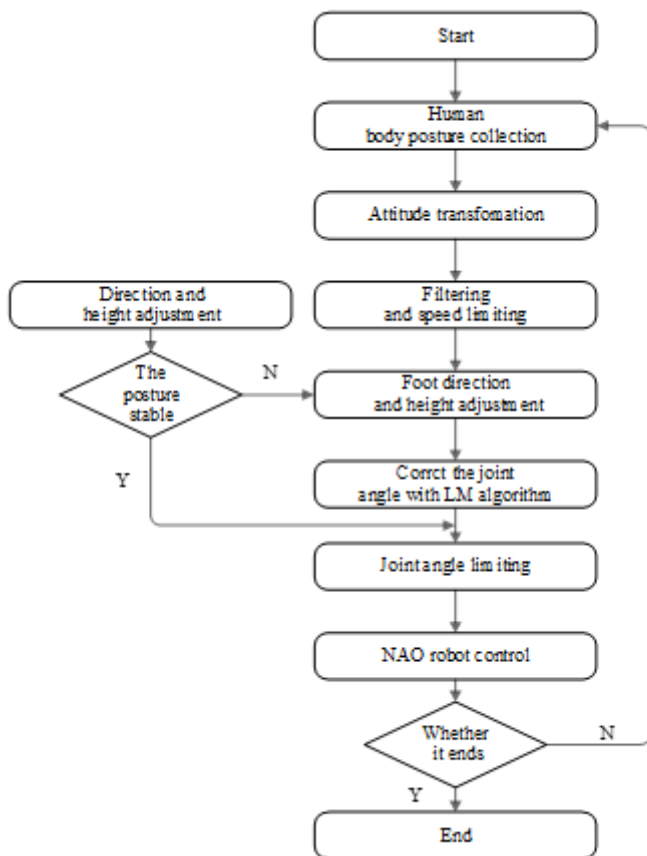 Start
Human
body posture collection
Attitude transfomation
Direction and
height adjustment
Filtering
and speed limiting
The
posture
stable
N
Foot direction
and height adjustment
Y
Corrct the joint
angle with LM algorithm
Joint angle limiting
NAO robot control
Whether
it ends
N
Y
End